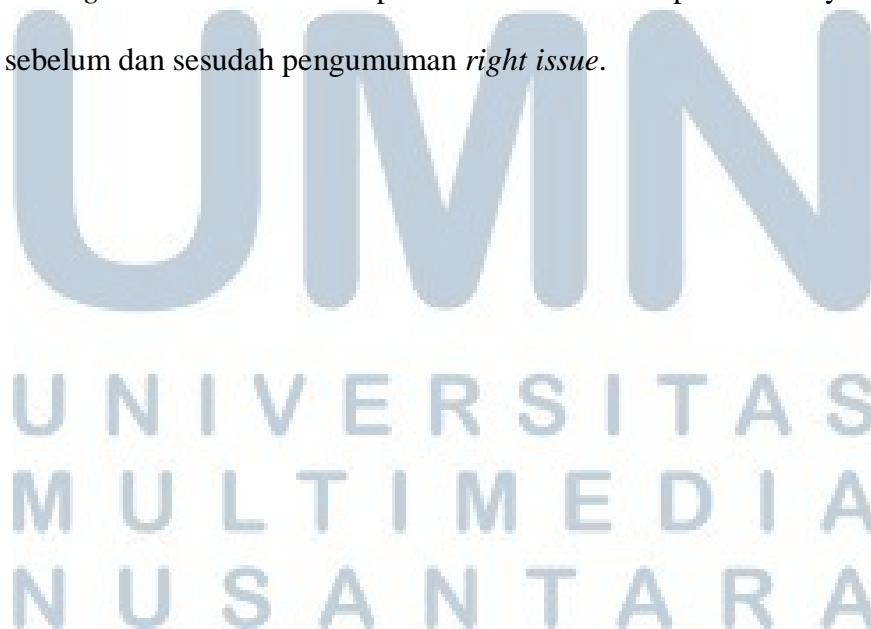 sebelum dan sesudah pengumuman right issue.
UMN
UNIVERSITAS
MULTIMEDIA
NUSANTARA